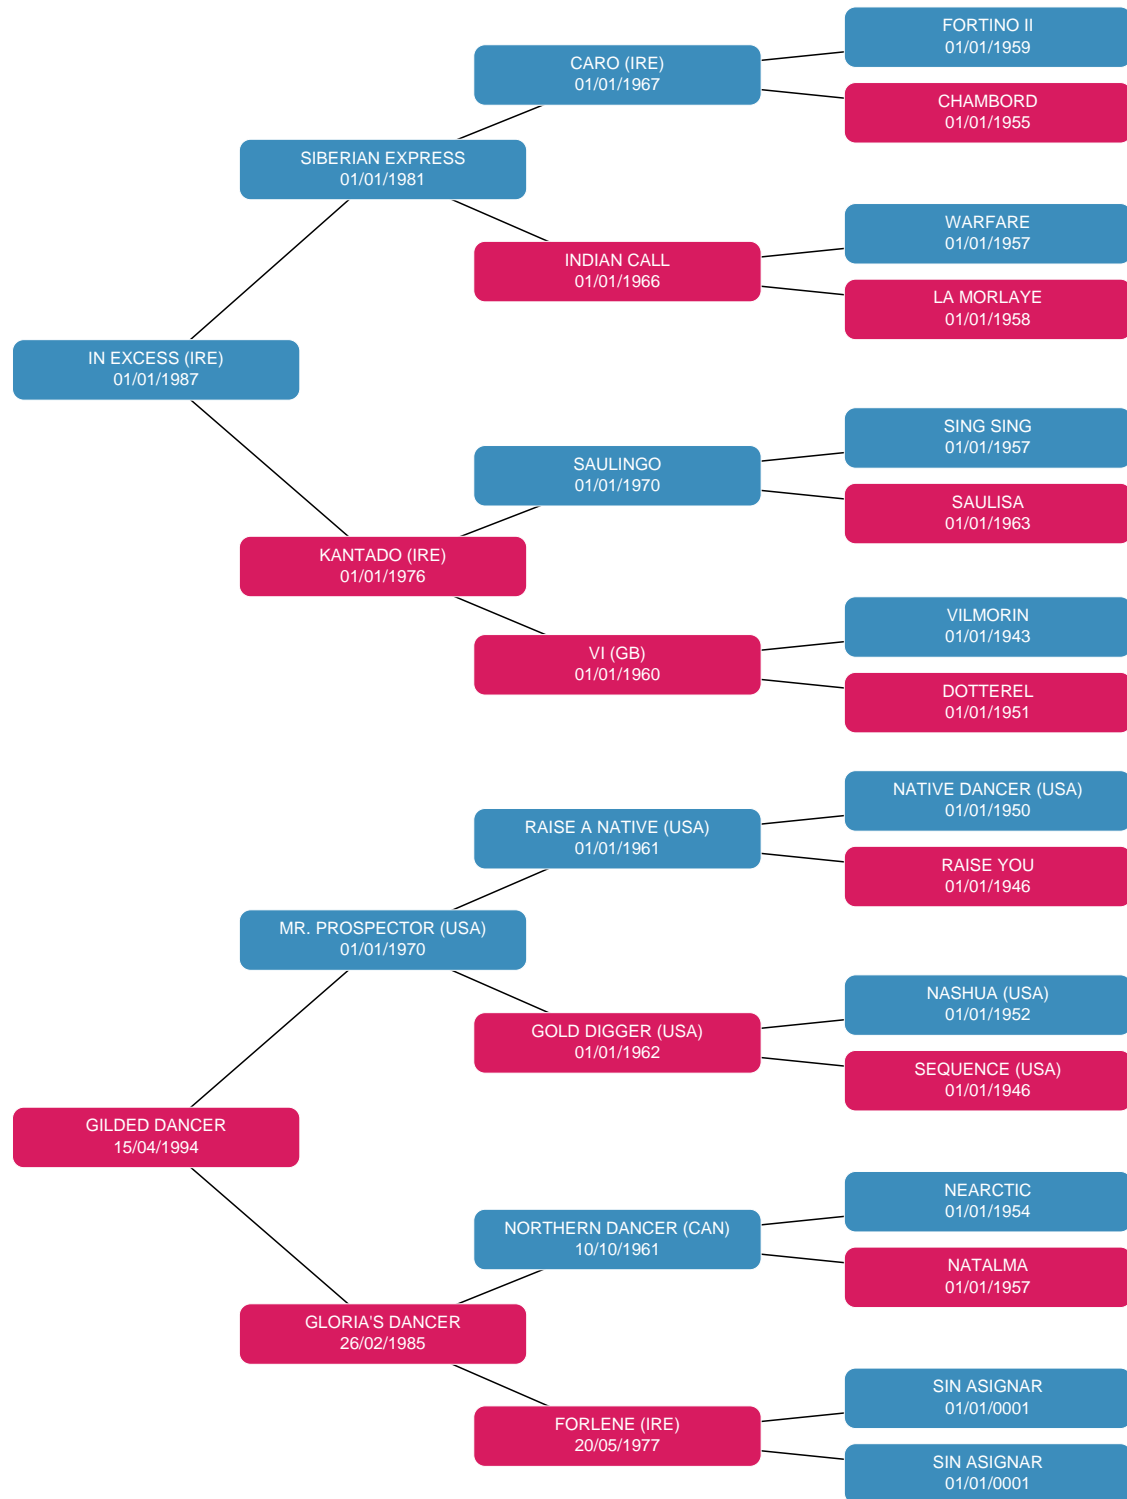 FORTINO II
01/01/1959
CARO (IRE)
01/01/1967
CHAMBORD
01/01/1955
SIBERIAN EXPRESS
01/01/1981
WARFARE
01/01/1957
INDIAN CALL
01/01/1966
LA MORLAYE
01/01/1958
IN EXCESS (IRE)
01/01/1987
SING SING
01/01/1957
SAULINGO
01/01/1970
SAULISA
01/01/1963
KANTADO (IRE)
01/01/1976
VILMORIN
01/01/1943
VI (GB)
01/01/1960
DOTTEREL
01/01/1951
NATIVE DANCER (USA)
01/01/1950
RAISE A NATIVE (USA)
01/01/1961
RAISE YOU
01/01/1946
MR. PROSPECTOR (USA)
01/01/1970
NASHUA (USA)
01/01/1952
GOLD DIGGER (USA)
01/01/1962
SEQUENCE (USA)
01/01/1946
GILDED DANCER
15/04/1994
NEARCTIC
01/01/1954
NORTHERN DANCER (CAN)
10/10/1961
NATALMA
01/01/1957
GLORIA'S DANCER
26/02/1985
SIN ASIGNAR
01/01/0001
FORLENE (IRE)
20/05/1977
SIN ASIGNAR
01/01/0001